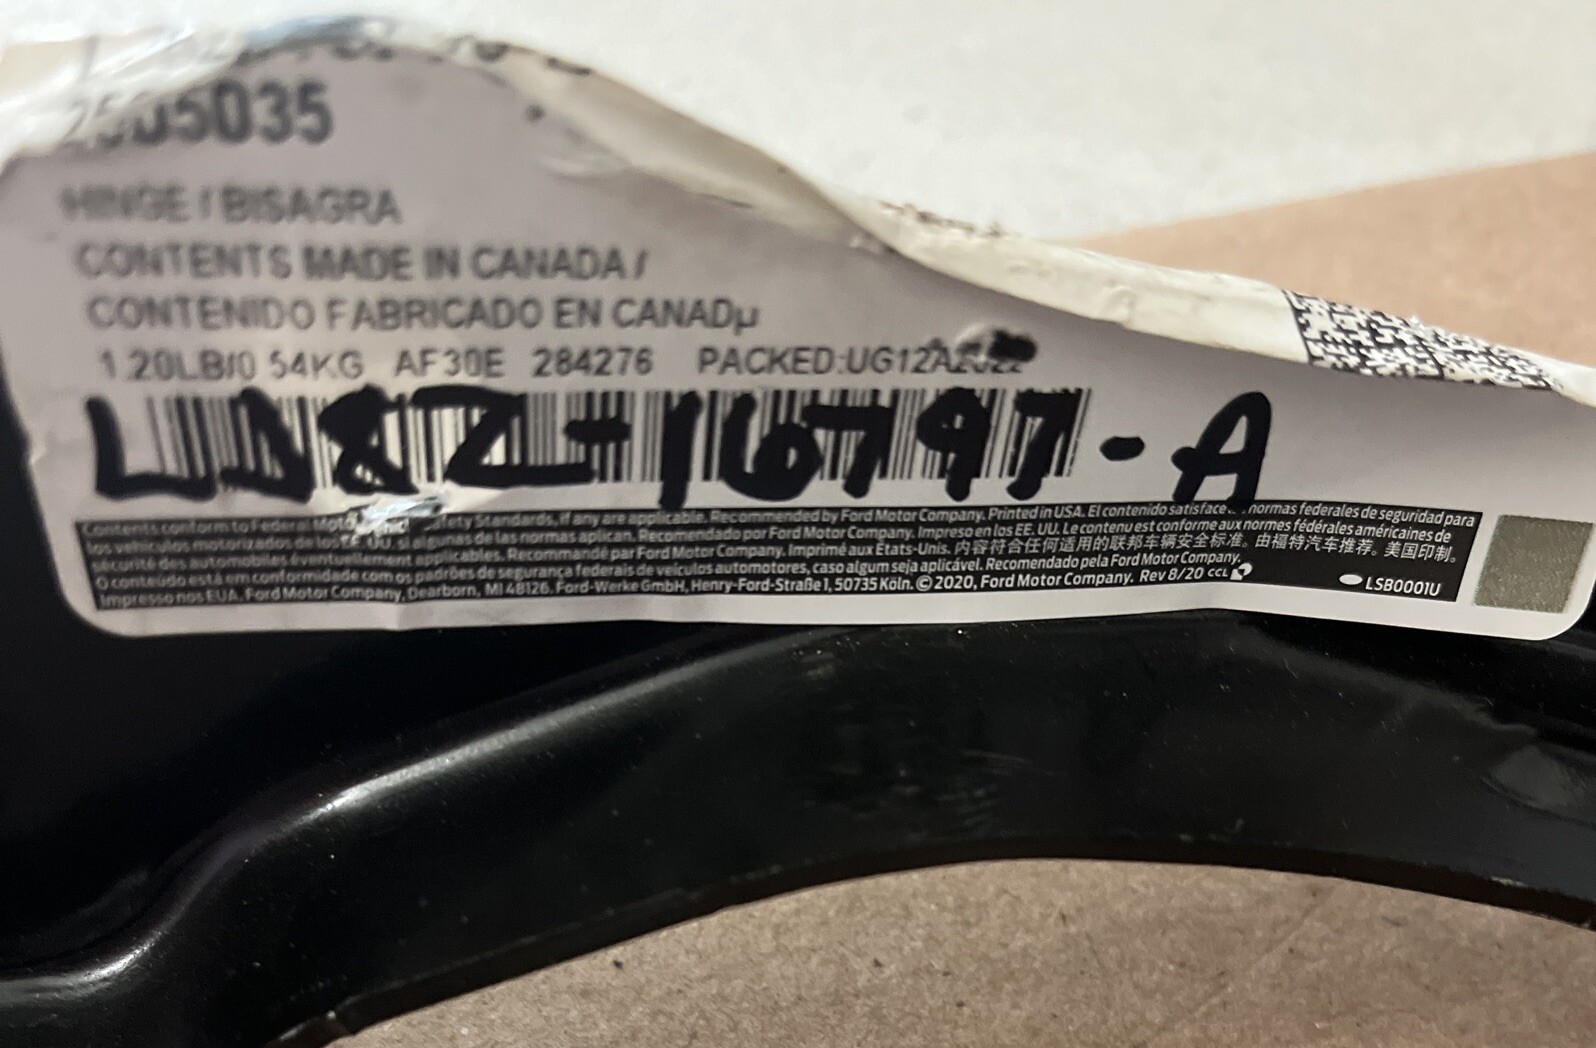 5035
HINGE / BISAGRA
CONTENTS MADE IN CANADA /
CONTENIDO FABRICADO EN CANADµ
1.20LB/0.54KG AF30E 284276 PACKED:UG12A2022
LJ8Z-16797-A
Contents conform to Federal Motor Vehicle Safety Standards, if any are applicable. Recommended by Ford Motor Company. Printed in USA. El contenido satisface normas federales de seguridad para
los vehículos motorizados de los EE. UU. si algunas de las normas aplican. Recomendado por Ford Motor Company. Impreso en los EE. UU. Le contenu est conforme aux normes fédérales américaines de
sécurité des automobiles éventuellement applicables. Recommandé par Ford Motor Company. Imprimé aux États-Unis. 内容符合任何适用的联邦车辆安全标准。由福特汽车推荐。美国印制。
O conteúdo está em conformidade com os padrões de segurança federais de veículos automotores, caso algum seja aplicável. Recomendado pela Ford Motor Company.
Impresso nos EUA. Ford Motor Company, Dearborn, MI 48126. Ford-Werke GmbH, Henry-Ford-Straße 1, 50735 Köln. © 2020, Ford Motor Company. Rev 8/20 CCL
LSB0001U